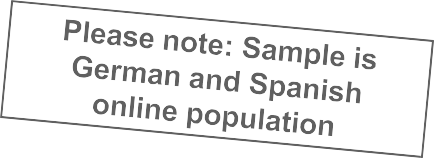 Please note: Sample is
German and Spanish
online population